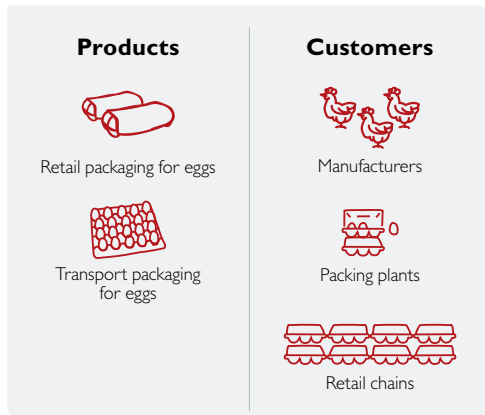 Products
Retail packaging for eggs
Transport packaging
for eggs
Customers
Manufacturers
Packing plants
Retail chains